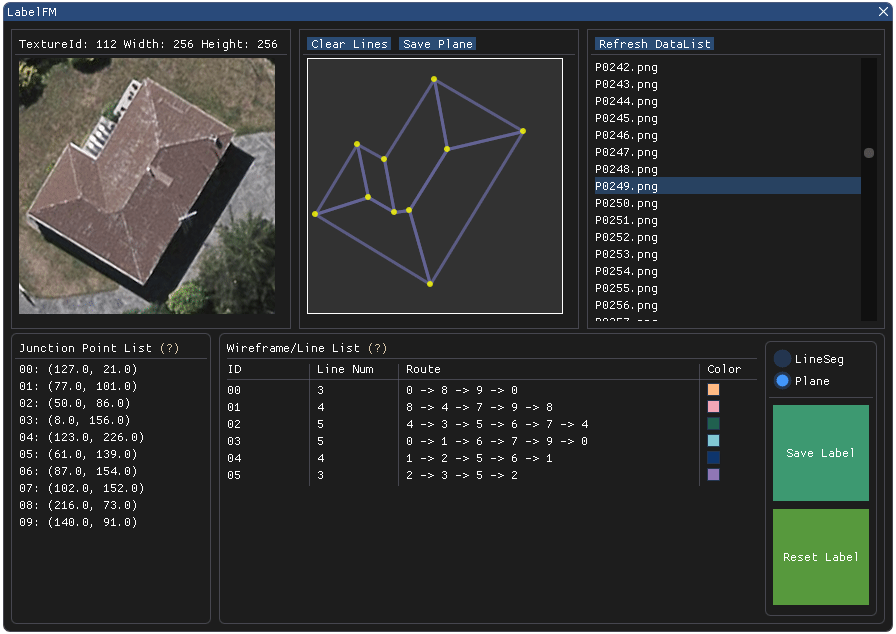 LabelFM
TextureId: 112 Width: 256 Height: 256
Clear Lines Save Plane
Refresh DataList
P0242.png
P0243.png
P0244.png
P0245.png
P0246.png
P0247.png
P0248.png
P0249.png
P0250.png
P0251.png
P0252.png
P0253.png
P0254.png
P0255.png
P0256.png
Junction Point List (?)
00: (127.0, 21.0)
01: (77.0, 101.0)
02: (50.0, 86.0)
03: (8.0, 156.0)
04: (123.0, 226.0)
05: (61.0, 139.0)
06: (87.0, 154.0)
07: (102.0, 152.0)
08: (216.0, 73.0)
09: (140.0, 91.0)
Wireframe/Line List (?)
ID Line Num Route Color
00 3 0 -> 8 -> 9 -> 0
01 4 8 -> 4 -> 7 -> 9 -> 8
02 5 4 -> 3 -> 5 -> 6 -> 7 -> 4
03 5 0 -> 1 -> 6 -> 7 -> 9 -> 0
04 4 1 -> 2 -> 5 -> 6 -> 1
05 3 2 -> 3 -> 5 -> 2
LineSeg
Plane
Save Label
Reset Label